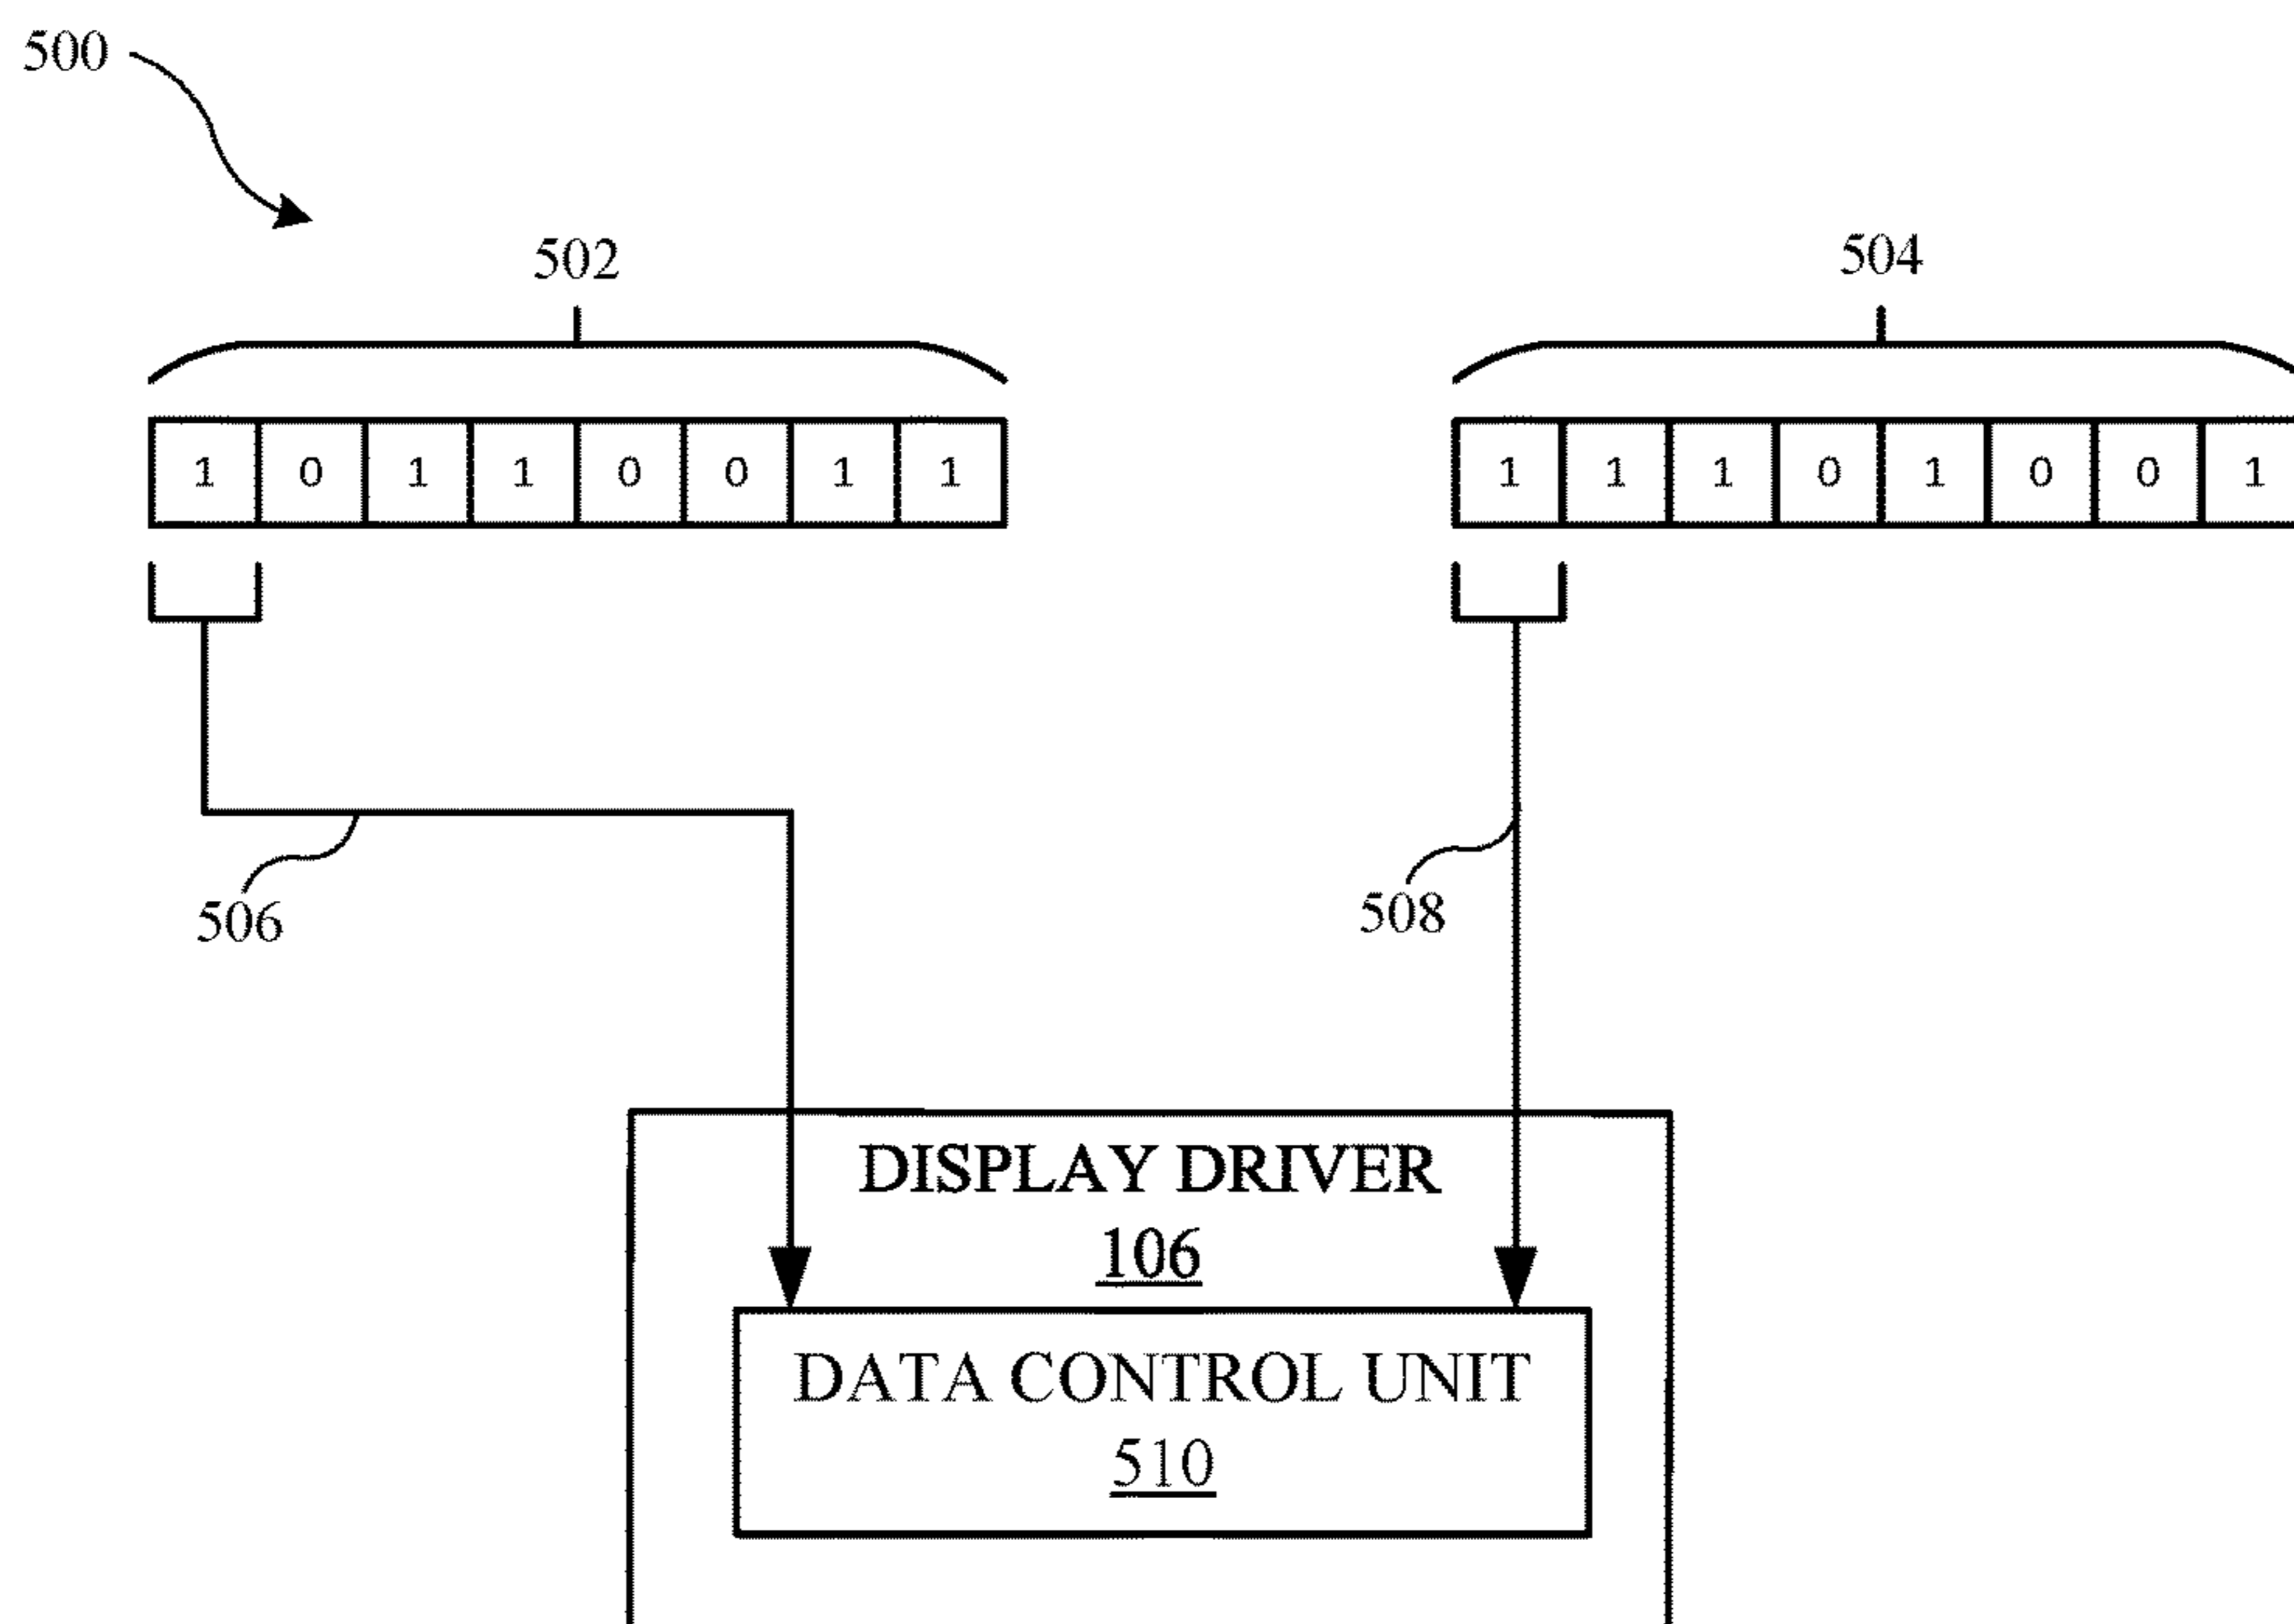 500
502 504
1 0 1 1 0 0 1 1 1 1 1 0 1 0 0 1
506 508
DISPLAY DRIVER
106
DATA CONTROL UNIT
510